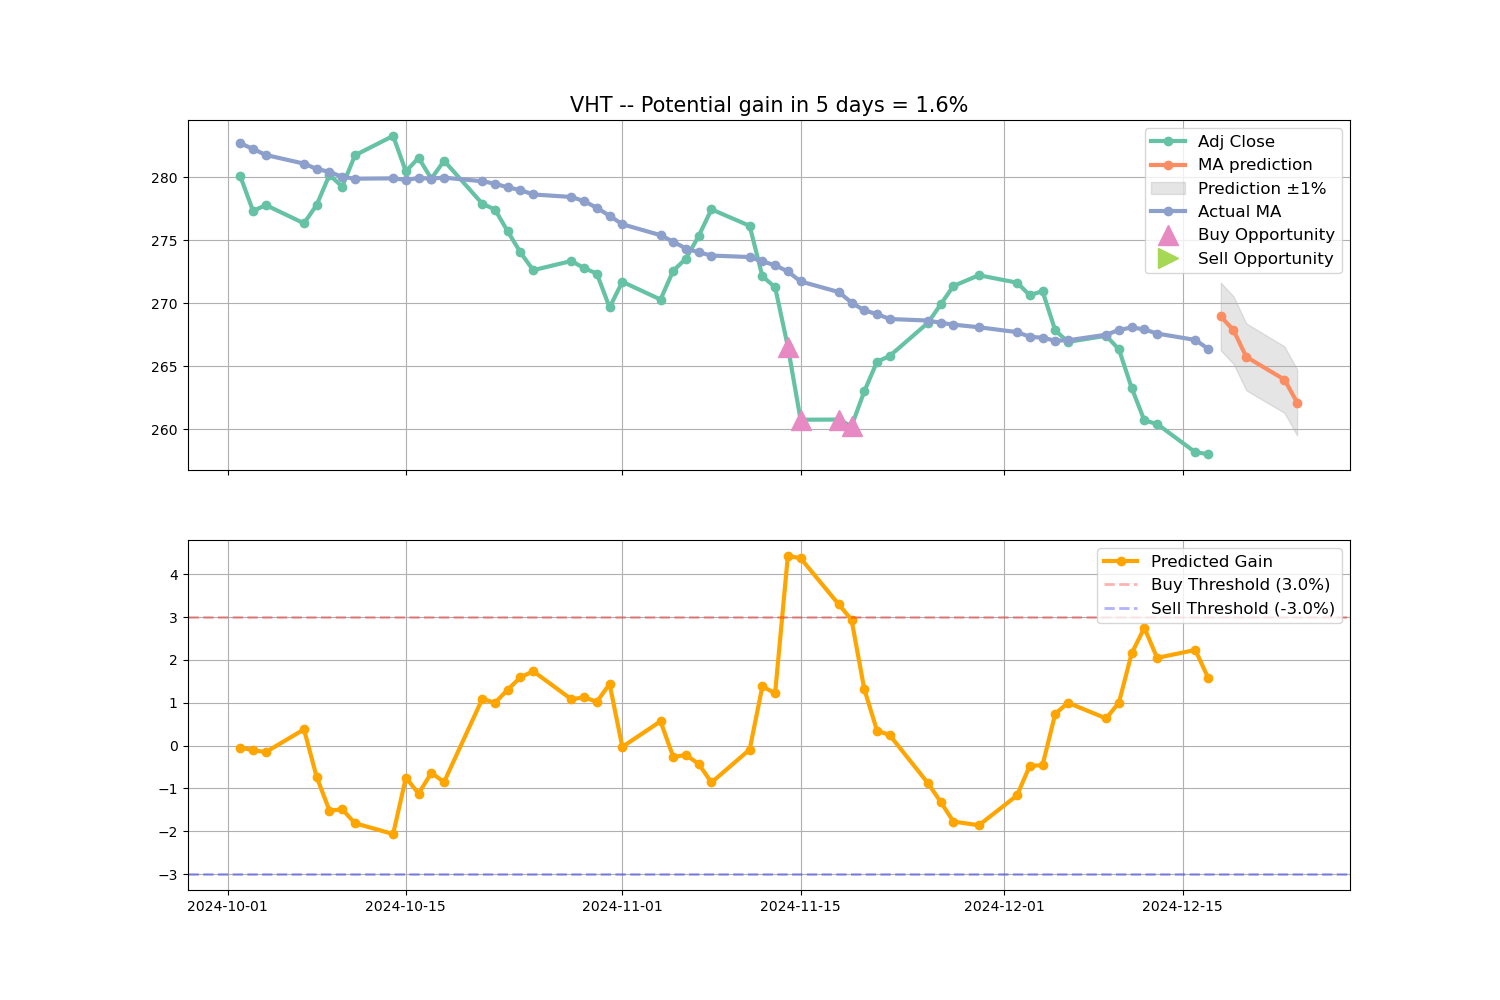 VHT -- Potential gain in 5 days = 1.6%
280
275
270
265
260
Adj Close
MA prediction
Prediction ±1%
Actual MA
Buy Opportunity
Sell Opportunity
4
3
2
1
0
−1
−2
−3
Predicted Gain
Buy Threshold (3.0%)
Sell Threshold (-3.0%)
2024-10-01
2024-10-15
2024-11-01
2024-11-15
2024-12-01
2024-12-15